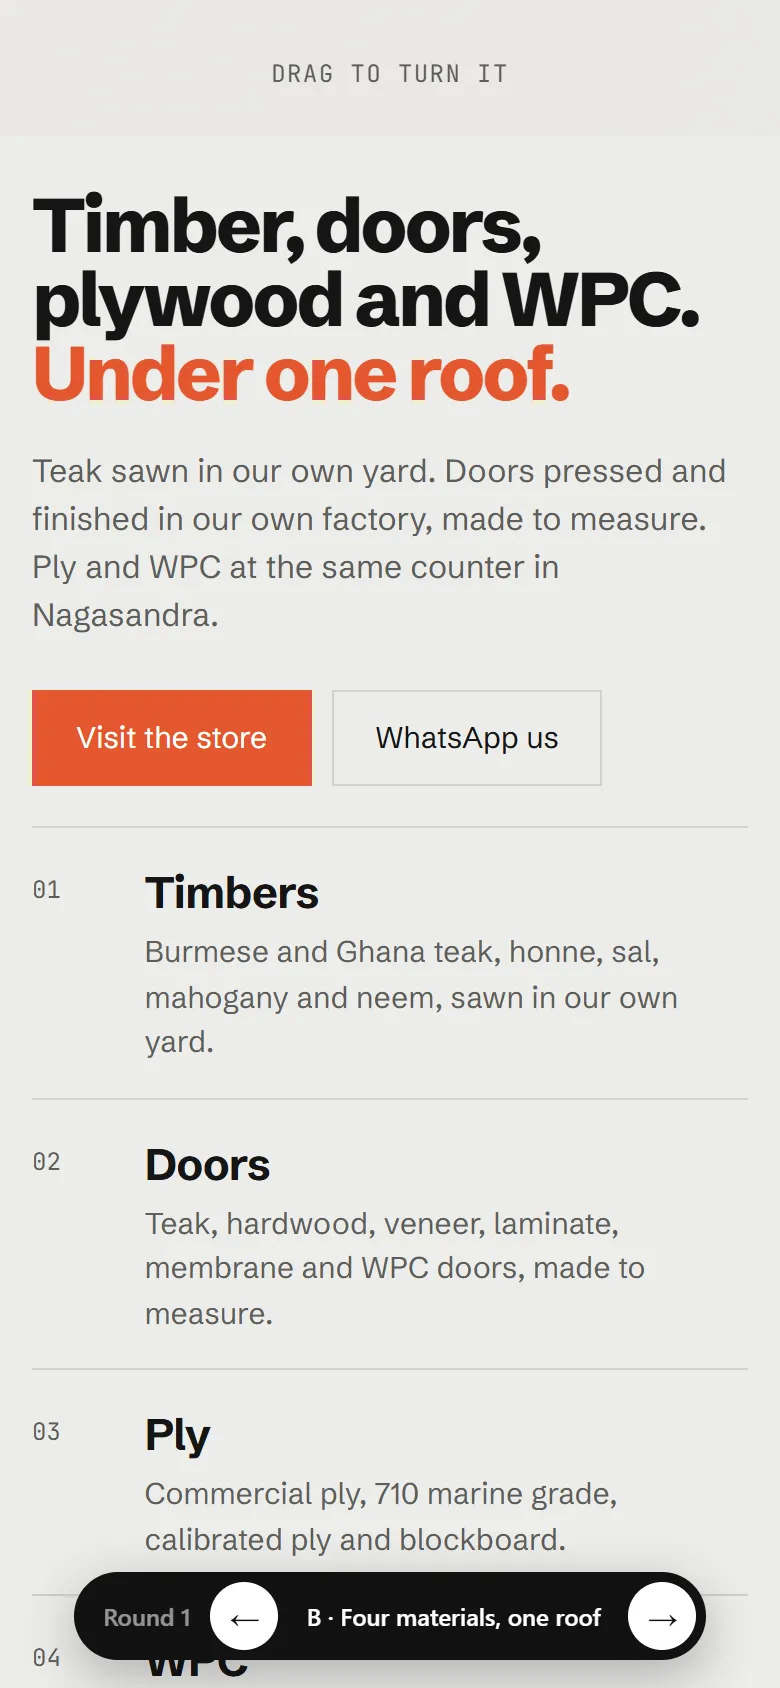 DRAG TO TURN IT
Timber, doors,
plywood and WPC.
Under one roof.
Teak sawn in our own yard. Doors pressed and
finished in our own factory, made to measure.
Ply and WPC at the same counter in
Nagasandra.
Visit the store
WhatsApp us
01
Timbers
Burmese and Ghana teak, honne, sal,
mahogany and neem, sawn in our own
yard.
02
Doors
Teak, hardwood, veneer, laminate,
membrane and WPC doors, made to
measure.
03
Ply
Commercial ply, 710 marine grade,
calibrated ply and blockboard.
04
WPC
Round 1 ← B · Four materials, one roof →